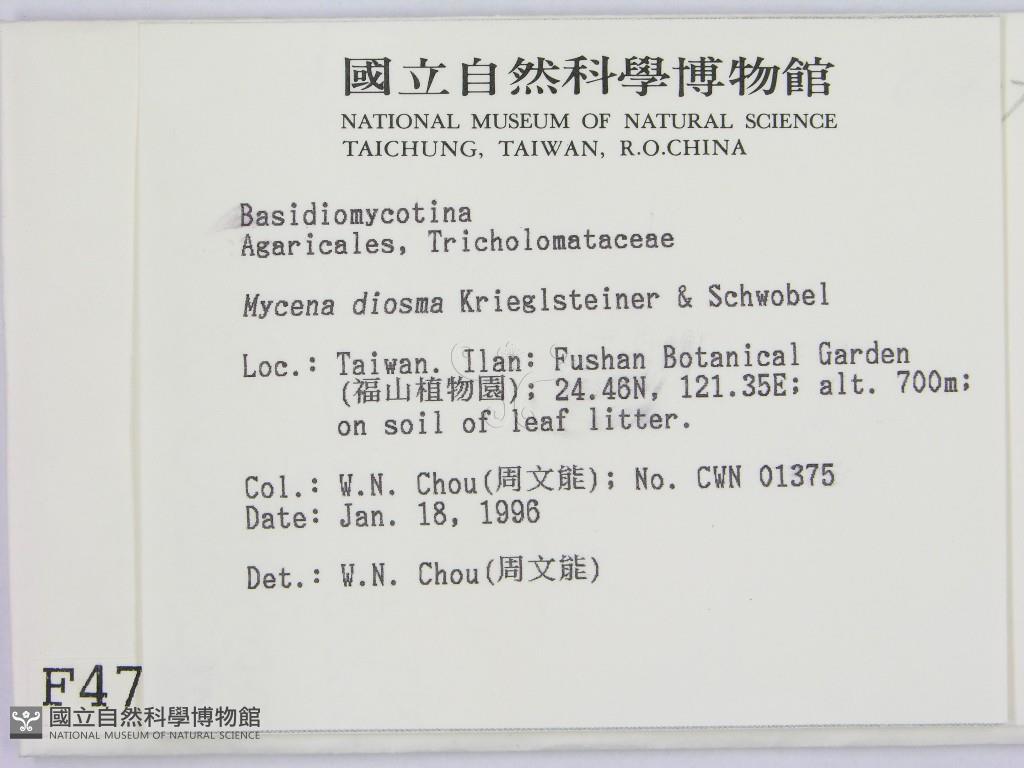 國立自然科學博物館
NATIONAL MUSEUM OF NATURAL SCIENCE
TAICHUNG, TAIWAN, R.O.CHINA
Basidiomycotina
Agaricales, Tricholomataceae
Mycena diosma Krieglsteiner & Schwobel
Loc.: Taiwan. Ilan: Fushan Botanical Garden
(福山植物園); 24.46N, 121.35E; alt. 700m;
on soil of leaf litter.
Col.: W.N. Chou(周文能); No. CWN 01375
Date: Jan. 18, 1996
Det.: W.N. Chou(周文能)
F47
國立自然科學博物館
NATIONAL MUSEUM OF NATURAL SCIENCE